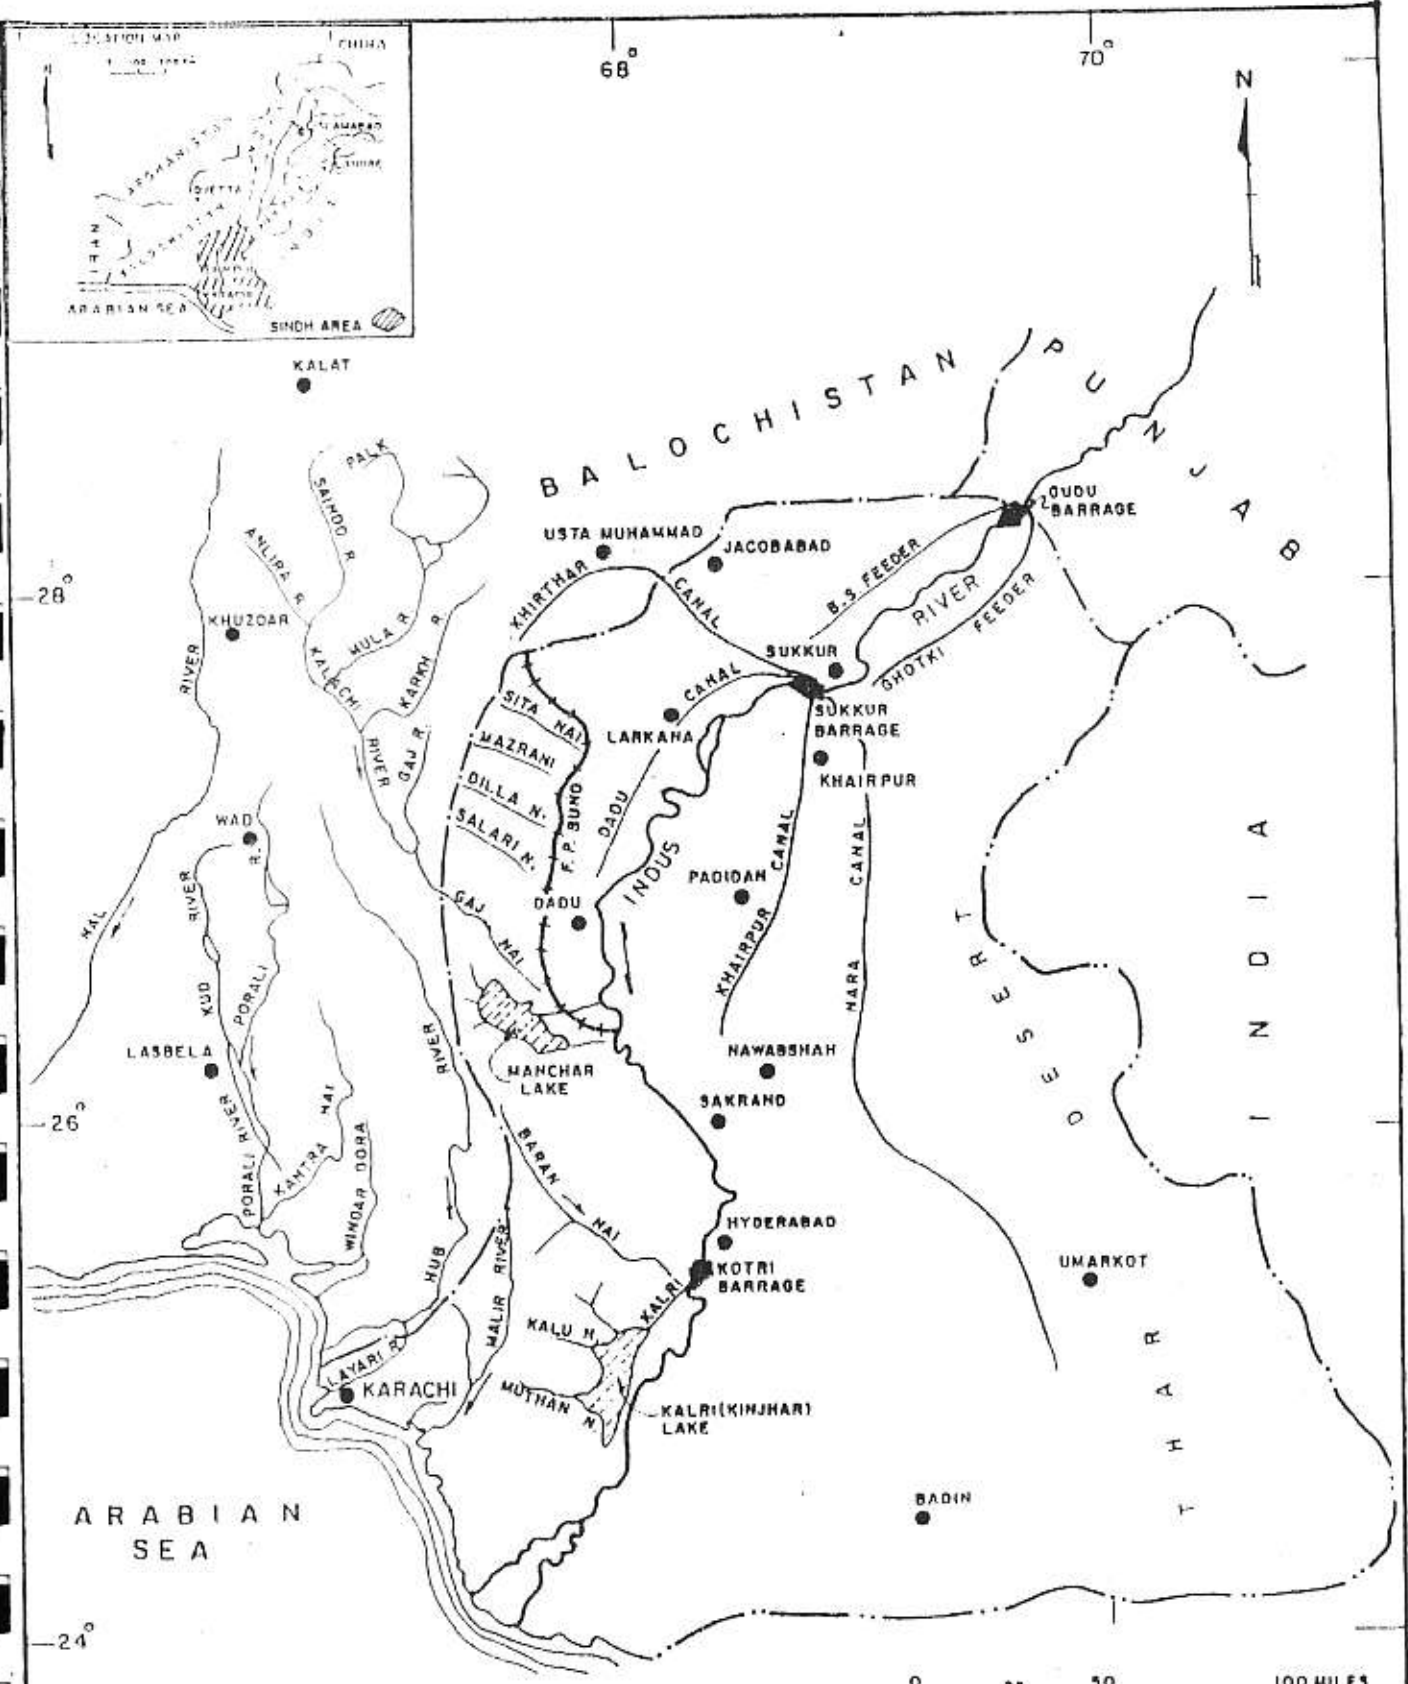 LOCATION MAP
CHINA
ISLAMABAD
LAHORE
AFGHANISTAN
QUETTA
IRAN
ARABIAN SEA
SINDH AREA
68°
70°
N
KALAT
BALOCHISTAN
PUNJAB
PALK
SAINDO R
ANLIRA R
USTA MUHAMMAD
JACOBABAD
GUDU
BARRAGE
28°
KHIRTHAR
CANAL
B.S. FEEDER
RIVER
GHOTKI FEEDER
KHUZDAR
RIVER
KALACHI
MULA R
KARKH R
SUKKUR
SUKKUR
BARRAGE
SITA NAI
CANAL
LARKANA
KHAIRPUR
MAZRANI
GAJ R.
RIVER
DILLA N.
SALARI N.
F.P. BUND
DADU
INDUS
WAD
R.
PADIDAN
KHAIRPUR CANAL
NARA CANAL
HAL
KUD RIVER
PORALI
GAJ NAI
DADU
DESERT
INDIA
LASBELA
RIVER
MANCHAR
LAKE
NAWABSHAH
SAKRAND
26°
PORALI RIVER
KANTRA NAI
WINDAR DORA
BARAN NAI
HYDERABAD
KOTRI
BARRAGE
HUB
MALIR RIVER
KALRI
UMARKOT
KALU N.
LAYARI R.
KARACHI
MUTHAN N.
KALRI (KINJHAR)
LAKE
THAR
BADIN
ARABIAN
SEA
24°
0
50
100 MILES